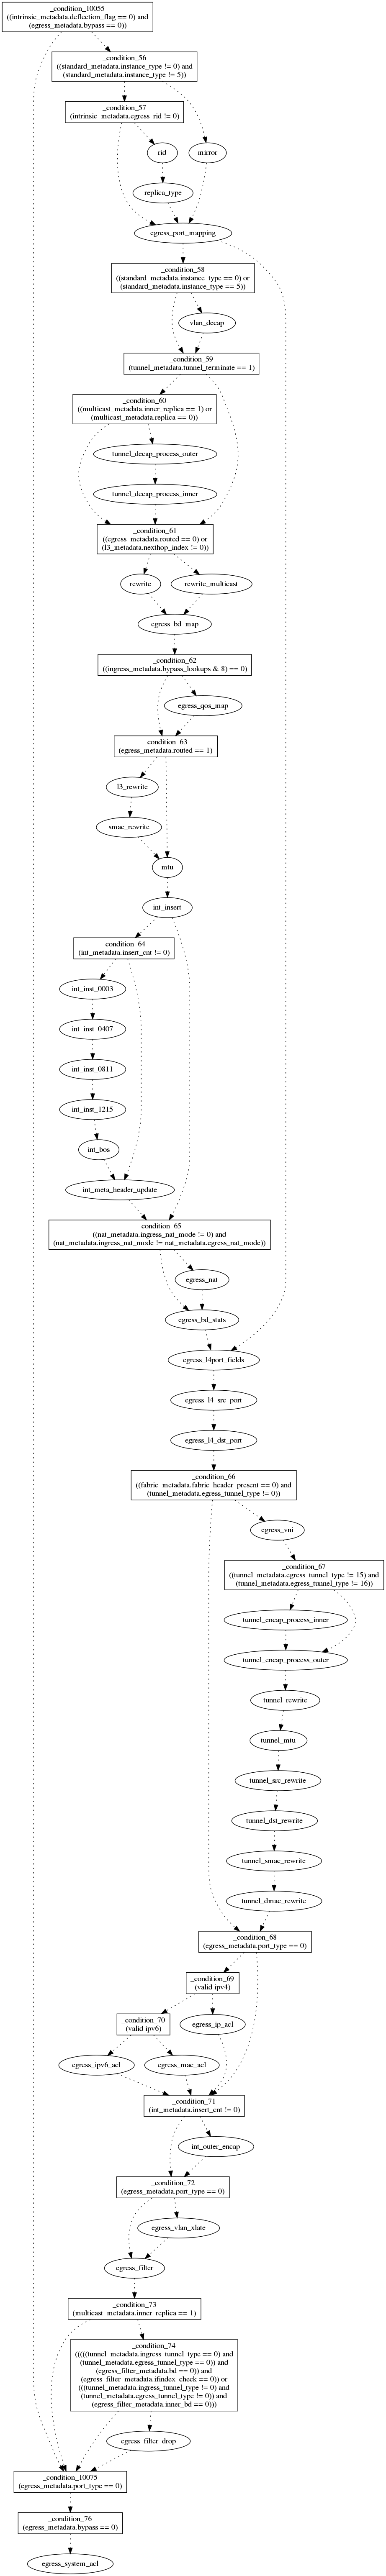 _condition_10055
((intrinsic_metadata.deflection_flag == 0) and
(egress_metadata.bypass == 0))
_condition_56
((standard_metadata.instance_type != 0) and
(standard_metadata.instance_type != 5))
_condition_57
(intrinsic_metadata.egress_rid != 0)
rid
mirror
replica_type
egress_port_mapping
_condition_58
((standard_metadata.instance_type == 0) or
(standard_metadata.instance_type == 5))
vlan_decap
_condition_59
(tunnel_metadata.tunnel_terminate == 1)
_condition_60
((multicast_metadata.inner_replica == 1) or
(multicast_metadata.replica == 0))
tunnel_decap_process_outer
tunnel_decap_process_inner
_condition_61
((egress_metadata.routed == 0) or
(l3_metadata.nexthop_index != 0))
rewrite
rewrite_multicast
egress_bd_map
_condition_62
((ingress_metadata.bypass_lookups & 8) == 0)
egress_qos_map
_condition_63
(egress_metadata.routed == 1)
l3_rewrite
smac_rewrite
mtu
int_insert
_condition_64
(int_metadata.insert_cnt != 0)
int_inst_0003
int_inst_0407
int_inst_0811
int_inst_1215
int_bos
int_meta_header_update
_condition_65
((nat_metadata.ingress_nat_mode != 0) and
(nat_metadata.ingress_nat_mode != nat_metadata.egress_nat_mode))
egress_nat
egress_bd_stats
egress_l4port_fields
egress_l4_src_port
egress_l4_dst_port
_condition_66
((fabric_metadata.fabric_header_present == 0) and
(tunnel_metadata.egress_tunnel_type != 0))
egress_vni
_condition_67
((tunnel_metadata.egress_tunnel_type != 15) and
(tunnel_metadata.egress_tunnel_type != 16))
tunnel_encap_process_inner
tunnel_encap_process_outer
tunnel_rewrite
tunnel_mtu
tunnel_src_rewrite
tunnel_dst_rewrite
tunnel_smac_rewrite
tunnel_dmac_rewrite
_condition_68
(egress_metadata.port_type == 0)
_condition_69
(valid ipv4)
_condition_70
(valid ipv6)
egress_ip_acl
egress_ipv6_acl
egress_mac_acl
_condition_71
(int_metadata.insert_cnt != 0)
int_outer_encap
_condition_72
(egress_metadata.port_type == 0)
egress_vlan_xlate
egress_filter
_condition_73
(multicast_metadata.inner_replica == 1)
_condition_74
(((((tunnel_metadata.ingress_tunnel_type == 0) and
(tunnel_metadata.egress_tunnel_type == 0)) and
(egress_filter_metadata.bd == 0)) and
(egress_filter_metadata.ifindex_check == 0)) or
(((tunnel_metadata.ingress_tunnel_type != 0) and
(tunnel_metadata.egress_tunnel_type != 0)) and
(egress_filter_metadata.inner_bd == 0)))
egress_filter_drop
_condition_10075
(egress_metadata.port_type == 0)
_condition_76
(egress_metadata.bypass == 0)
egress_system_acl